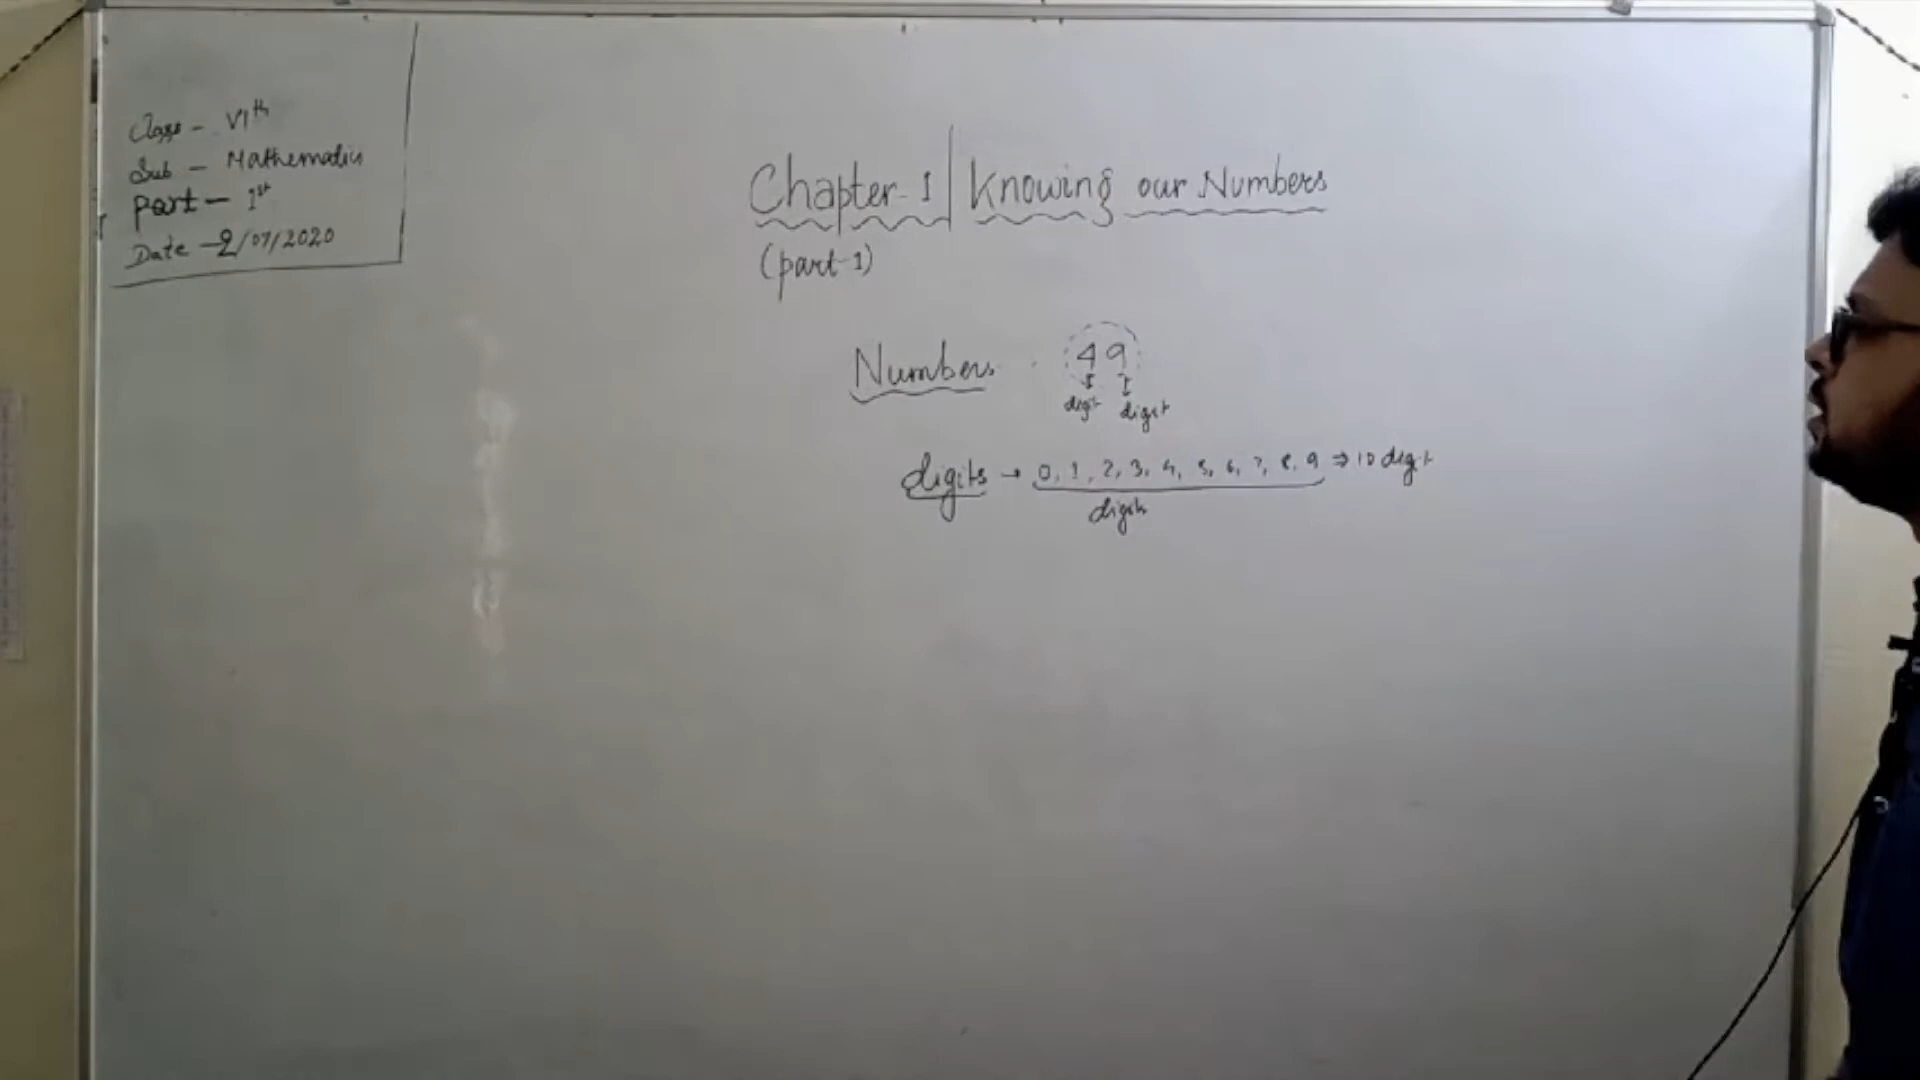 Class - VIth
Sub - Mathematics
Part - 1st
Date - 2/07/2020
Chapter-1 | Knowing our Numbers
(part-1)
Numbers 49
digit digit
digits → 0, 1, 2, 3, 4, 5, 6, 7, 8, 9 ⇒ 10 digit
digits